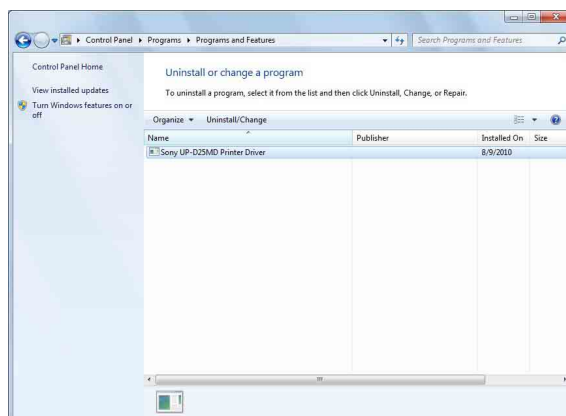 Control Panel ▸ Programs ▸ Programs and Features
Search Programs and Features
Control Panel Home
View installed updates
Turn Windows features on or
off
Uninstall or change a program
To uninstall a program, select it from the list and then click Uninstall, Change, or Repair.
Organize Uninstall/Change
Name Publisher Installed On Size
Sony UP-D25MD Printer Driver 8/9/2010